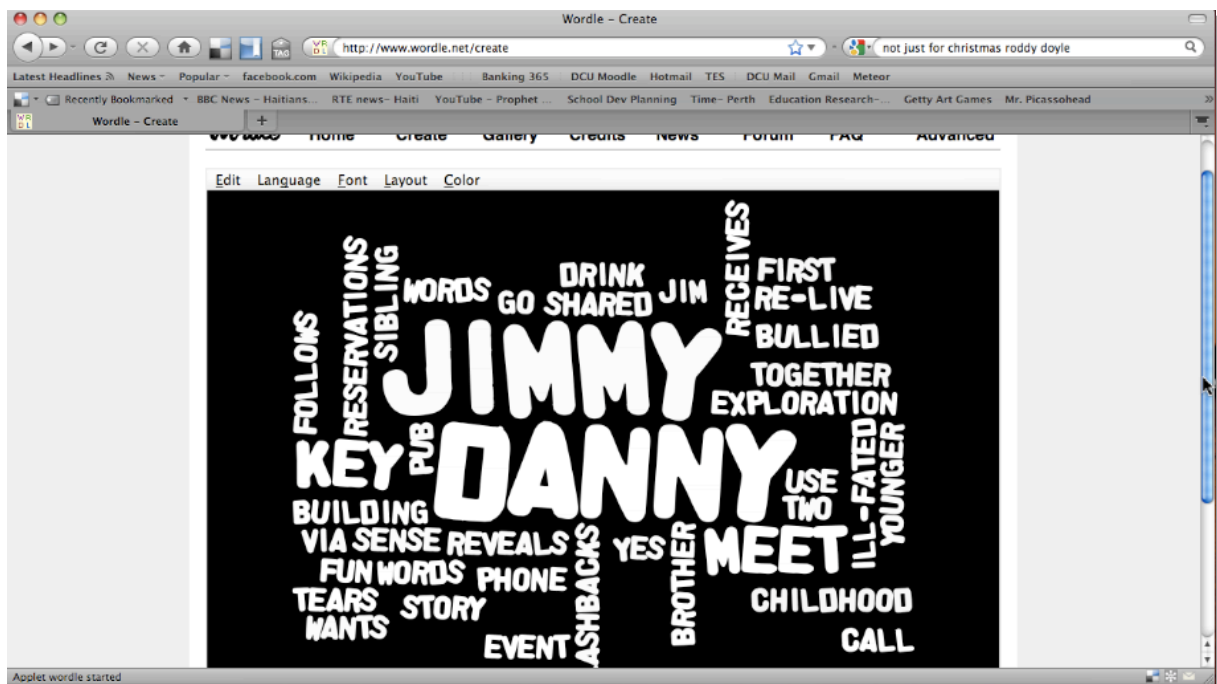 Wordle – Create
http://www.wordle.net/create
not just for christmas roddy doyle
Latest Headlines News Popular facebook.com Wikipedia YouTube Banking 365 DCU Moodle Hotmail TES DCU Mail Gmail Meteor
Recently Bookmarked BBC News – Haitians... RTE news– Haiti YouTube – Prophet ... School Dev Planning Time– Perth Education Research–... Getty Art Games Mr. Picassohead
Wordle – Create
Home Create Gallery Credits News Forum FAQ Advanced
Edit Language Font Layout Color
RECEIVES
FOLLOWS
RESERVATIONS
SIBLING
WORDS
GO
DRINK
SHARED
JIM
FIRST
RE-LIVE
BULLIED
JIMMY
TOGETHER
EXPLORATION
KEY
PUB
DANNY
USE
TWO
ILL-FATED
YOUNGER
BUILDING
VIA SENSE REVEALS
YES
BROTHER
MEET
FUN WORDS PHONE
ASHBACKS
TEARS
STORY
WANTS
EVENT
CHILDHOOD
CALL
Applet wordle started